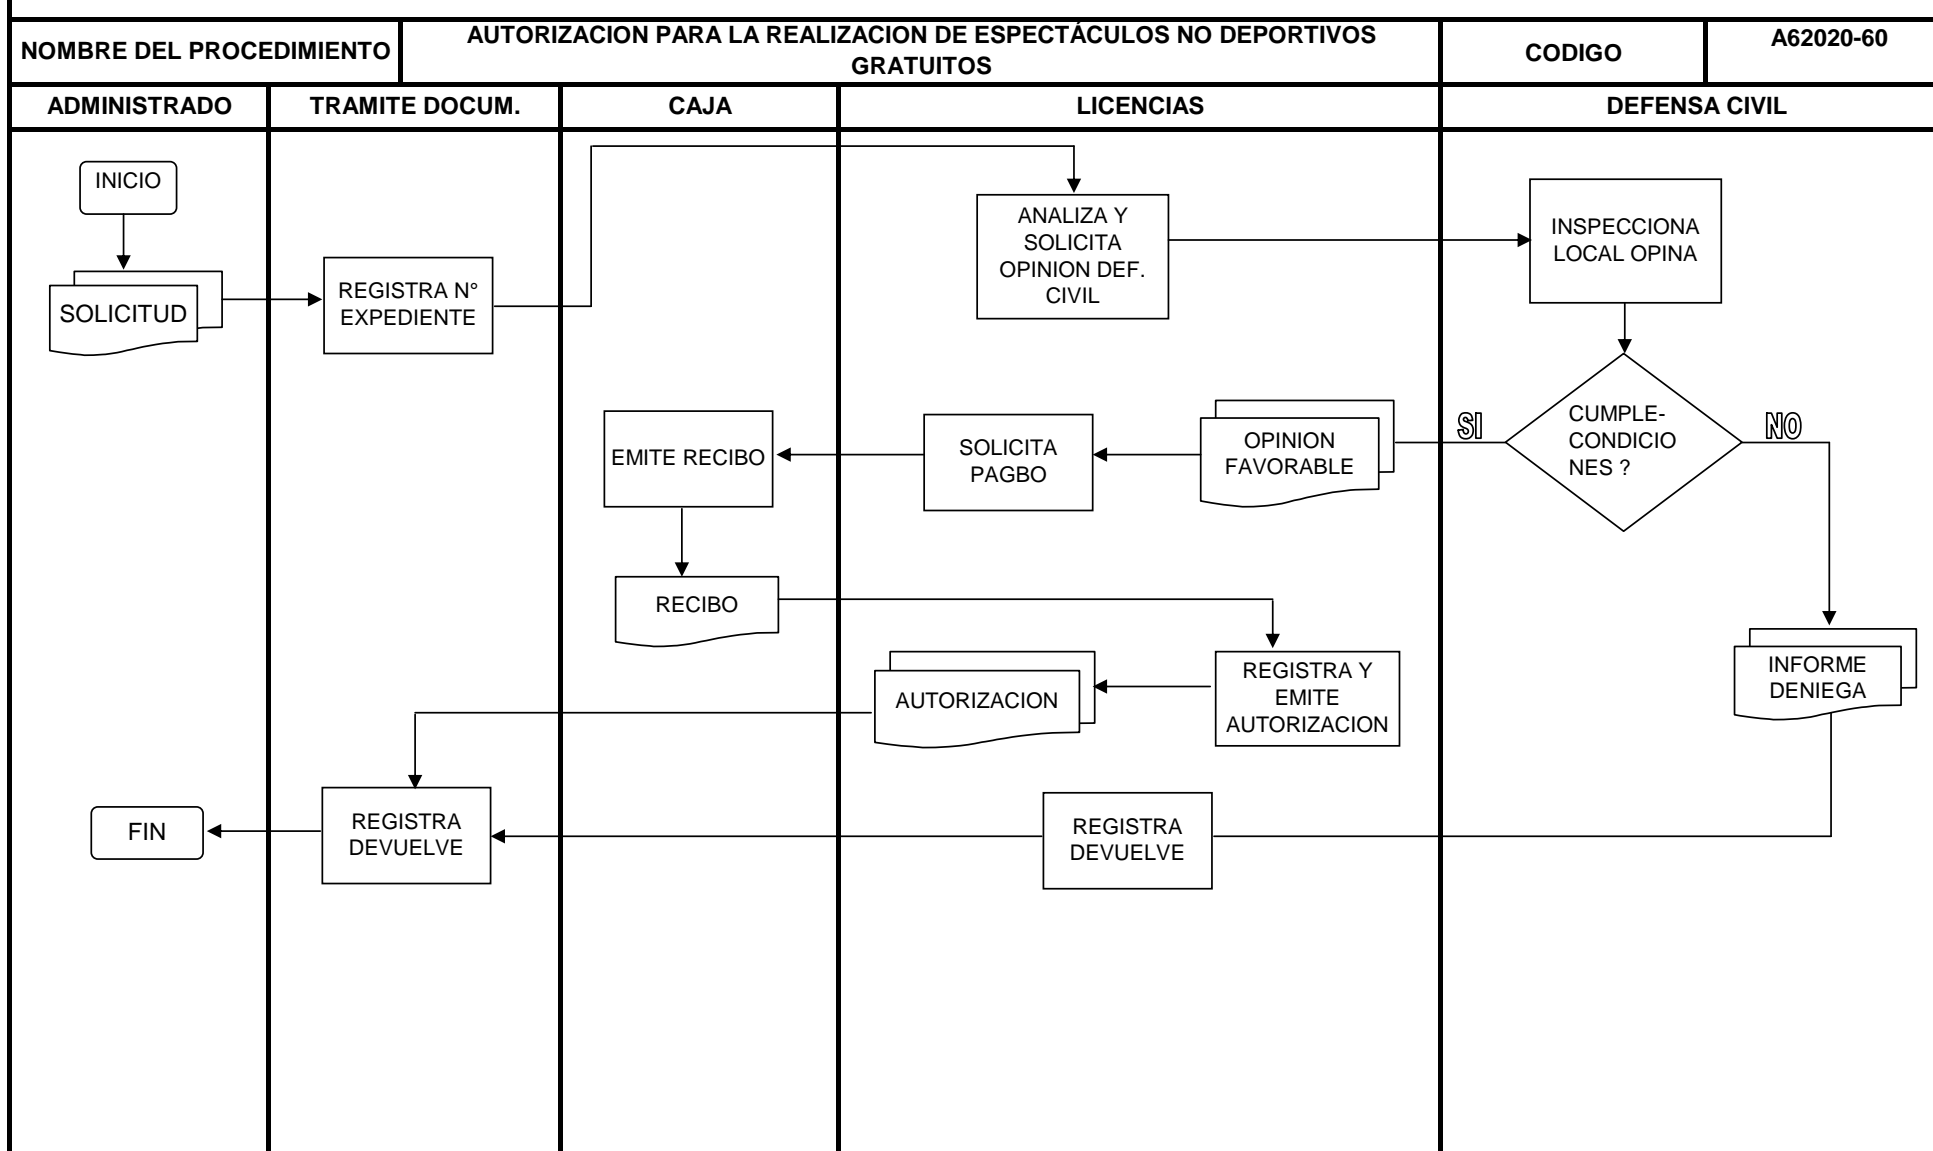 NOMBRE DEL PROCEDIMIENTO
AUTORIZACION PARA LA REALIZACION DE ESPECTÁCULOS NO DEPORTIVOS
GRATUITOS
CODIGO
A62020-60
ADMINISTRADO
TRAMITE DOCUM.
CAJA
LICENCIAS
DEFENSA CIVIL
INICIO
SOLICITUD
REGISTRA N°
EXPEDIENTE
ANALIZA Y
SOLICITA
OPINION DEF.
CIVIL
INSPECCIONA
LOCAL OPINA
CUMPLE-
CONDICIO
NES ?
SI
NO
OPINION
FAVORABLE
SOLICITA
PAGBO
EMITE RECIBO
RECIBO
REGISTRA Y
EMITE
AUTORIZACION
AUTORIZACION
INFORME
DENIEGA
REGISTRA
DEVUELVE
REGISTRA
DEVUELVE
FIN